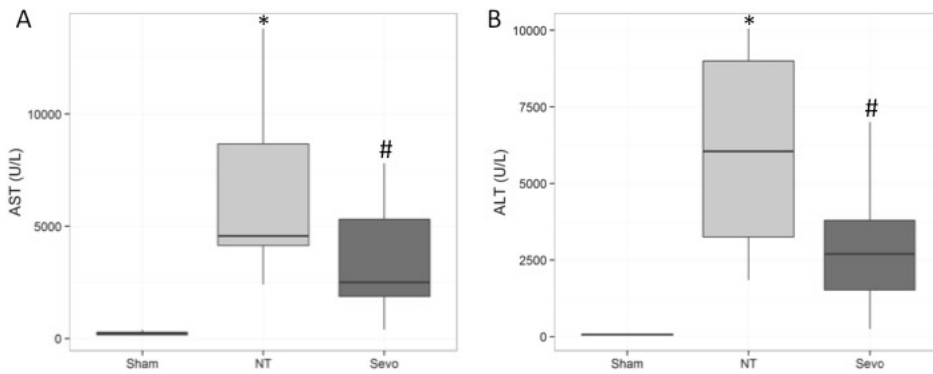 A
AST (U/L)
10000
5000
0
*
#
Sham NT Sevo
B
ALT (U/L)
10000
7500
5000
2500
0
*
#
Sham NT Sevo